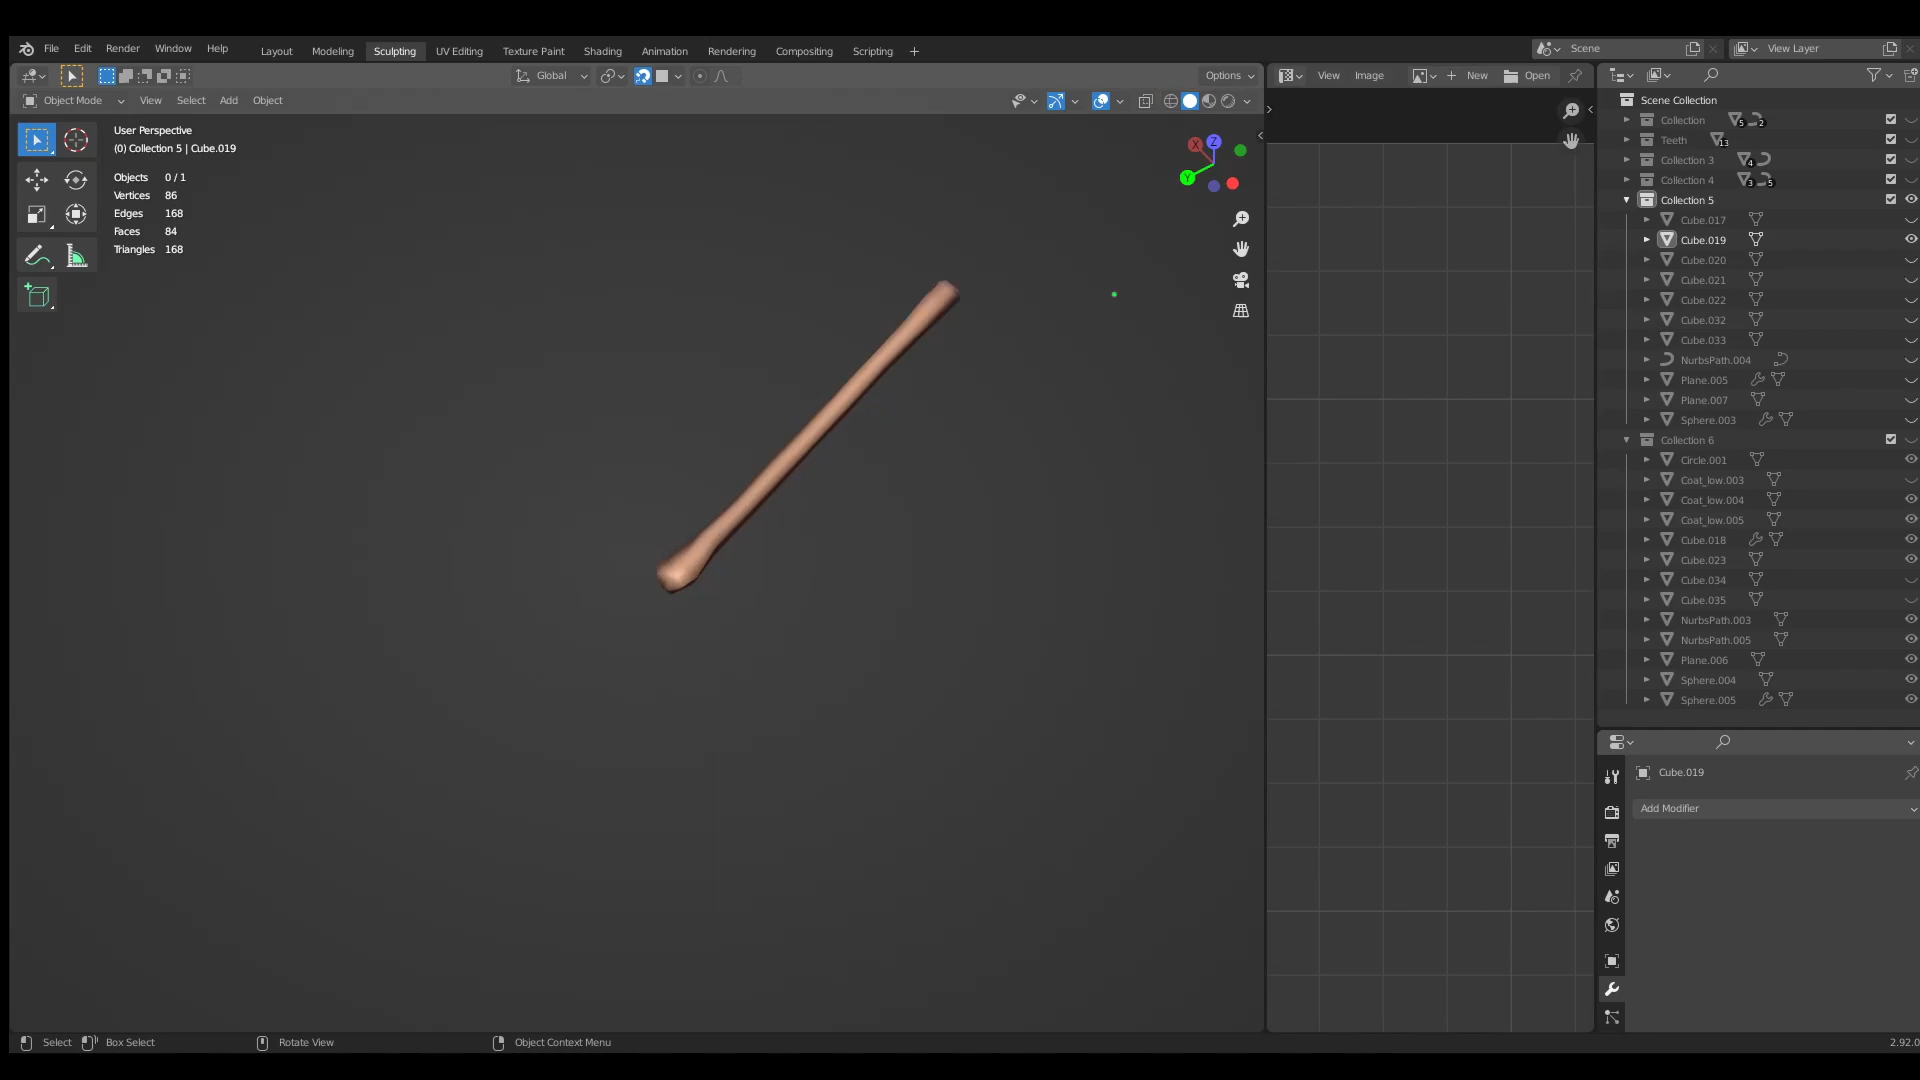 File Edit Render Window Help
Layout Modeling Sculpting UV Editing Texture Paint Shading Animation Rendering Compositing Scripting
Scene
View Layer
Global
Options
View Image New Open
Object Mode View Select Add Object
User Perspective
(0) Collection 5 | Cube.019
Objects 0 / 1
Vertices 86
Edges 168
Faces 84
Triangles 168
X
Y
Z
Scene Collection
Collection 5 2
Teeth 13
Collection 3 4
Collection 4 3 5
Collection 5
Cube.017
Cube.019
Cube.020
Cube.021
Cube.022
Cube.032
Cube.033
NurbsPath.004
Plane.005
Plane.007
Sphere.003
Collection 6
Circle.001
Coat_low.003
Coat_low.004
Coat_low.005
Cube.018
Cube.023
Cube.034
Cube.035
NurbsPath.003
NurbsPath.005
Plane.006
Sphere.004
Sphere.005
Cube.019
Add Modifier
Select Box Select Rotate View Object Context Menu
2.92.0